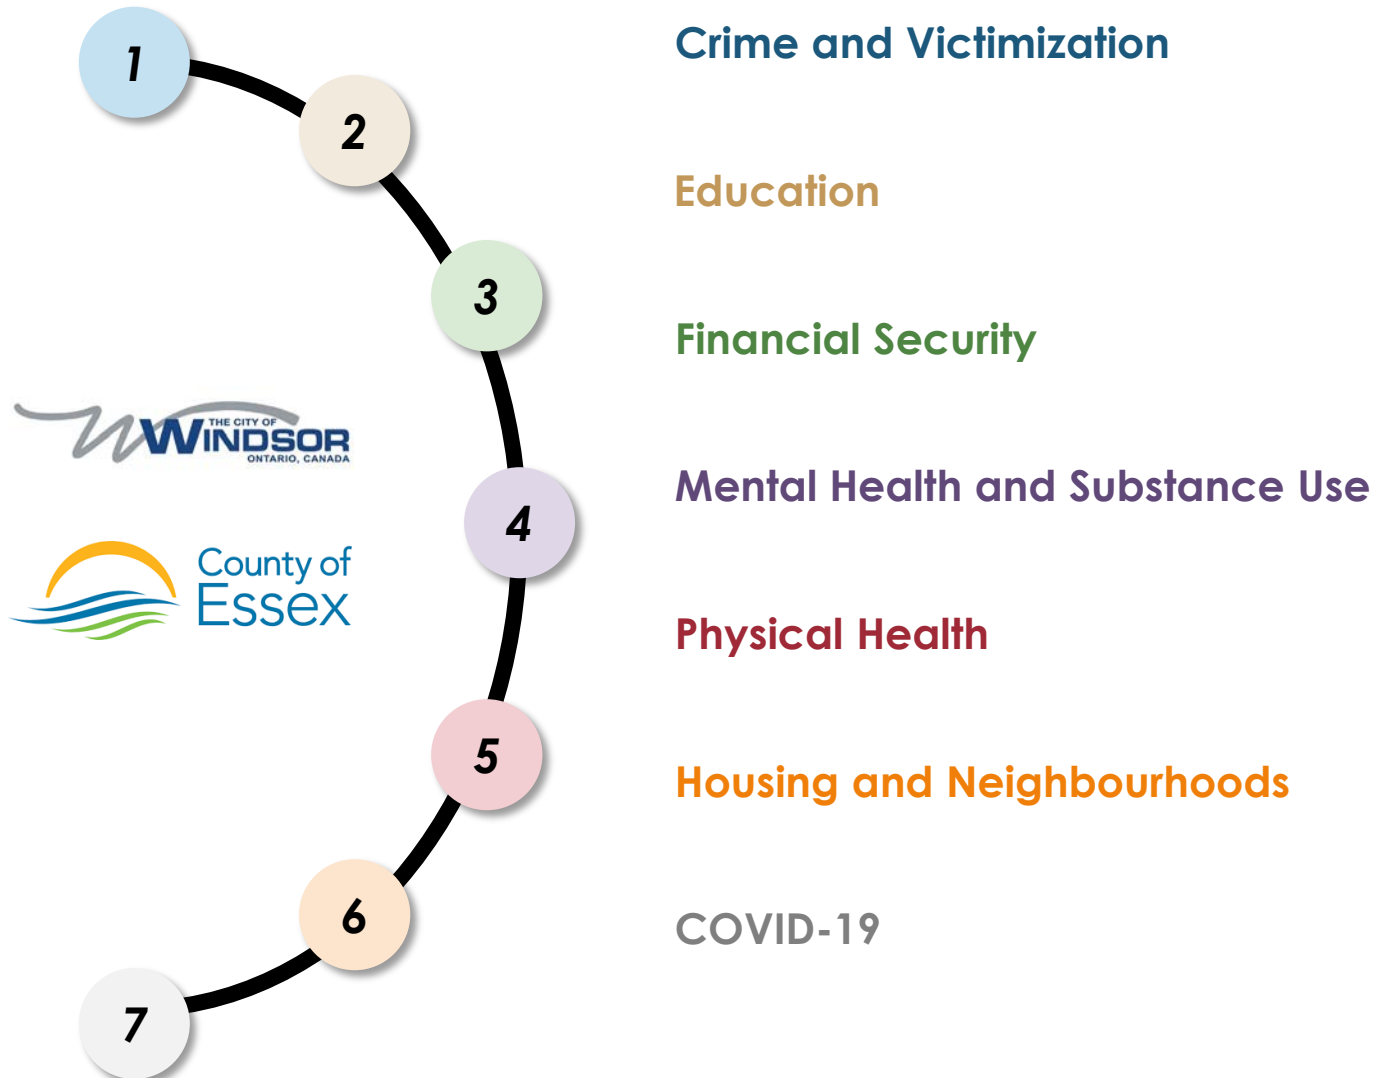 1
Crime and Victimization
2
Education
3
Financial Security
THE CITY OF
WINDSOR
ONTARIO, CANADA
4
Mental Health and Substance Use
County of
Essex
5
Physical Health
6
Housing and Neighbourhoods
7
COVID-19